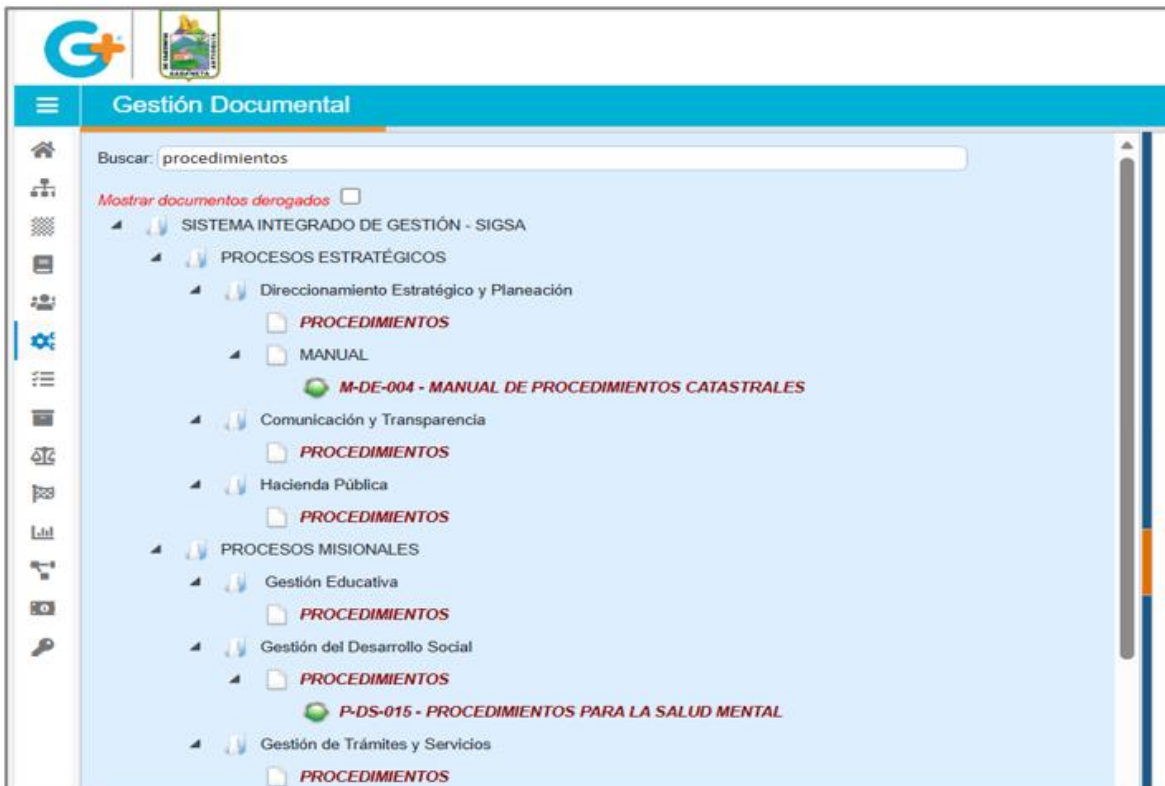 G+
SABANETA
Gestión Documental
Buscar: procedimientos
Mostrar documentos derogados
SISTEMA INTEGRADO DE GESTIÓN - SIGSA
PROCESOS ESTRATÉGICOS
Direccionamiento Estratégico y Planeación
PROCEDIMIENTOS
MANUAL
M-DE-004 - MANUAL DE PROCEDIMIENTOS CATASTRALES
Comunicación y Transparencia
PROCEDIMIENTOS
Hacienda Pública
PROCEDIMIENTOS
PROCESOS MISIONALES
Gestión Educativa
PROCEDIMIENTOS
Gestión del Desarrollo Social
PROCEDIMIENTOS
P-DS-015 - PROCEDIMIENTOS PARA LA SALUD MENTAL
Gestión de Trámites y Servicios
PROCEDIMIENTOS